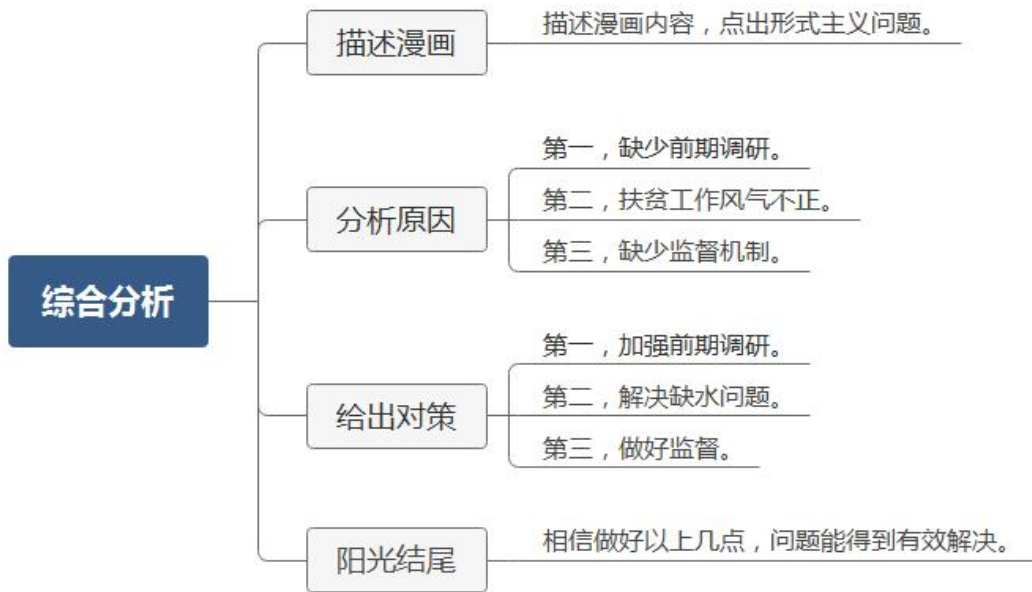 描述漫画
描述漫画内容，点出形式主义问题。
分析原因
第一，缺少前期调研。
第二，扶贫工作风气不正。
第三，缺少监督机制。
综合分析
给出对策
第一，加强前期调研。
第二，解决缺水问题。
第三，做好监督。
阳光结尾
相信做好以上几点，问题能得到有效解决。